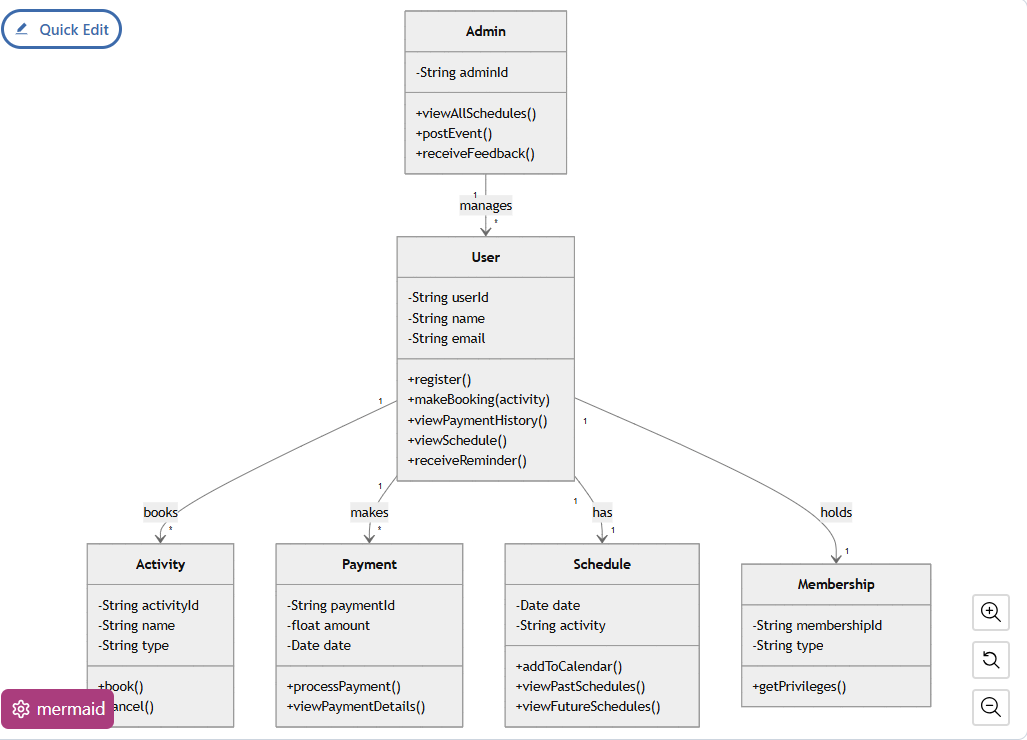 Quick Edit
Admin
-String adminId
+viewAllSchedules()
+postEvent()
+receiveFeedback()
1
manages
*
User
-String userId
-String name
-String email
+register()
+makeBooking(activity)
+viewPaymentHistory()
+viewSchedule()
+receiveReminder()
1
1
1
1
books
makes
has
holds
*
*
1
1
Activity
-String activityId
-String name
-String type
+book()
ancel()
Payment
-String paymentId
-float amount
-Date date
+processPayment()
+viewPaymentDetails()
Schedule
-Date date
-String activity
+addToCalendar()
+viewPastSchedules()
+viewFutureSchedules()
Membership
-String membershipId
-String type
+getPrivileges()
mermaid